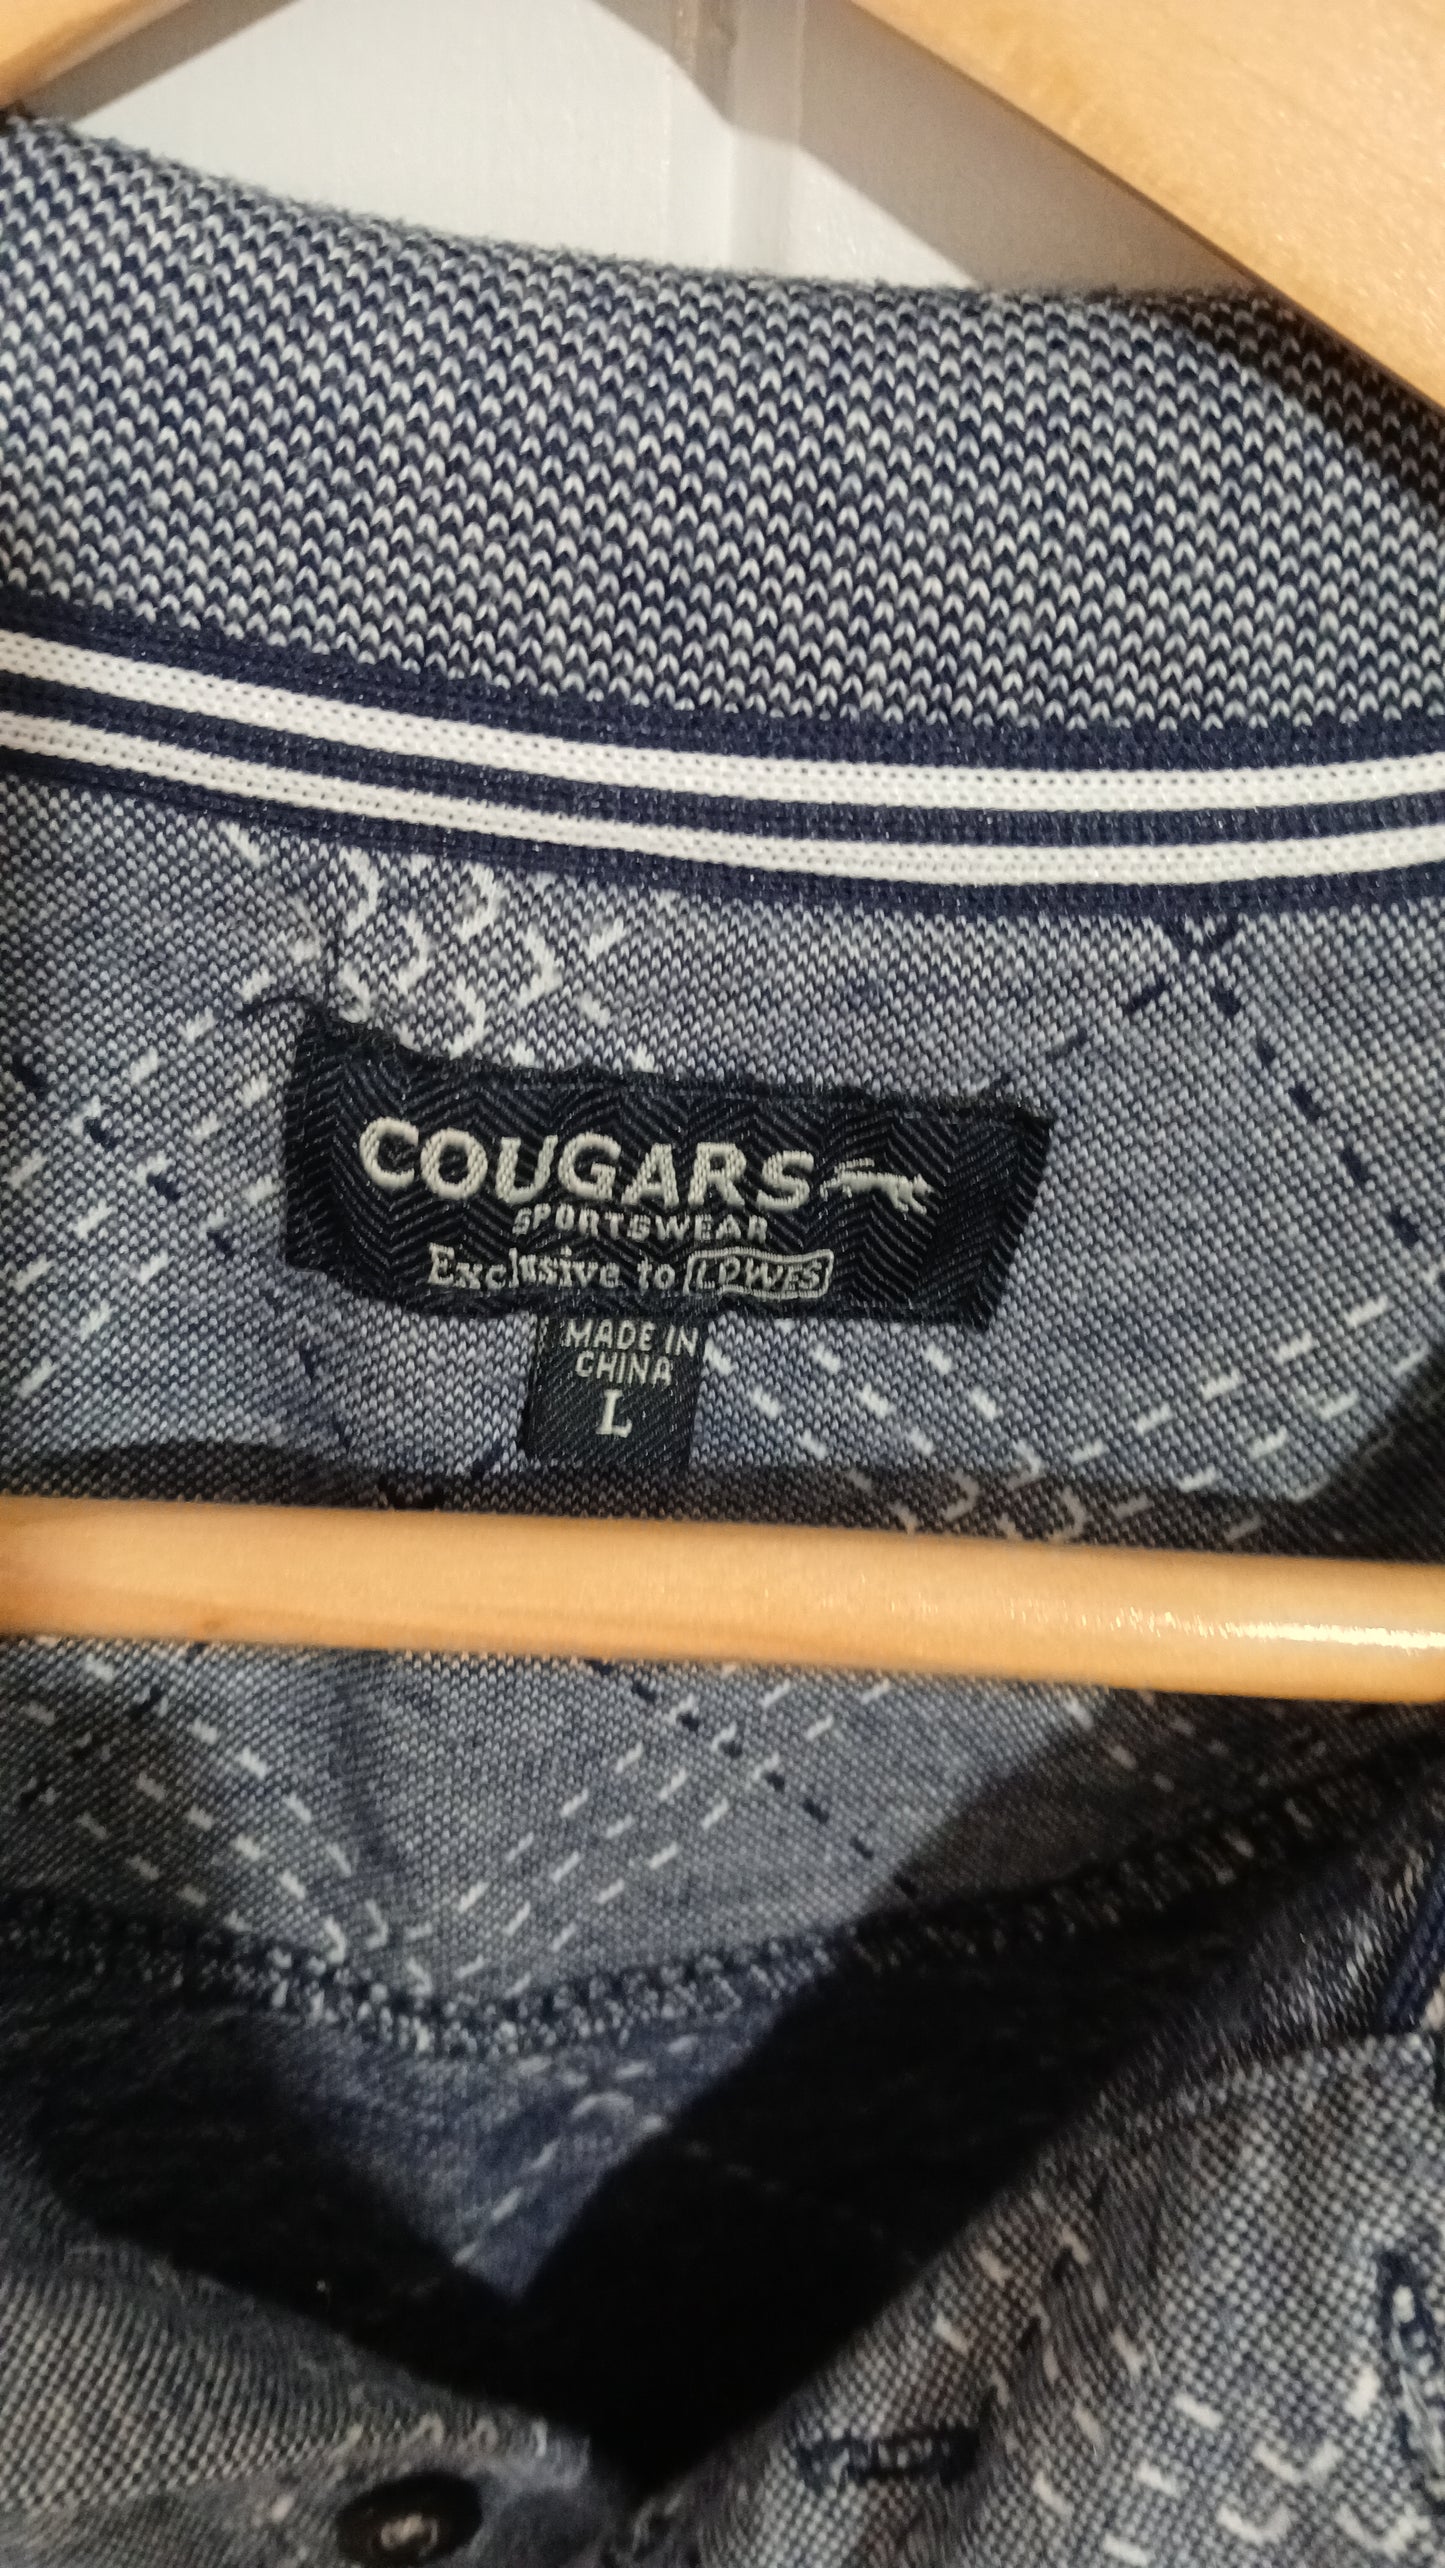 COUGARS
SPORTSWEAR
Exclusive to LOWES
MADE IN
CHINA
L